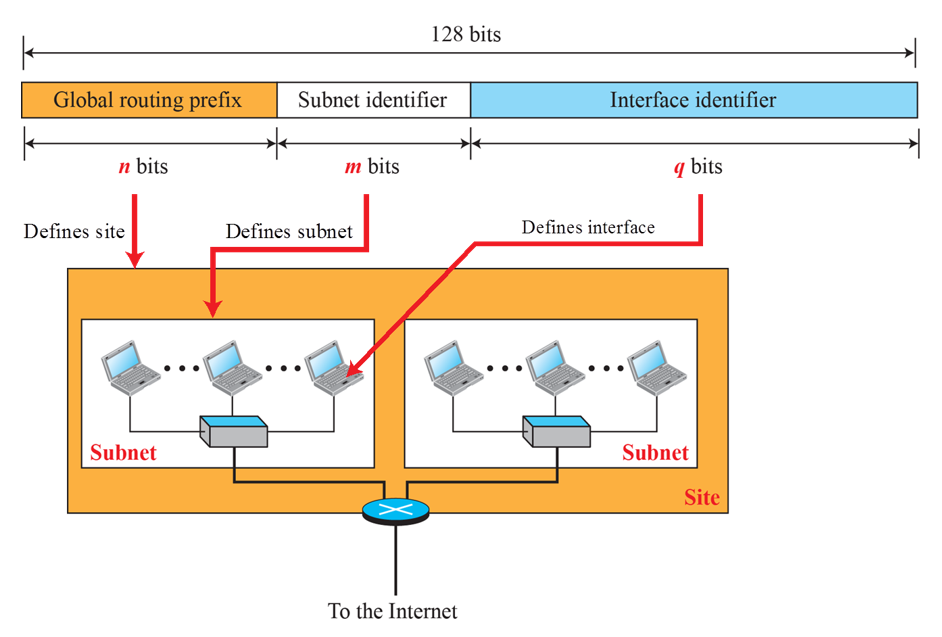 128 bits
Global routing prefix Subnet identifier Interface identifier
n bits m bits q bits
Defines site Defines subnet Defines interface
Subnet Subnet
Site
To the Internet